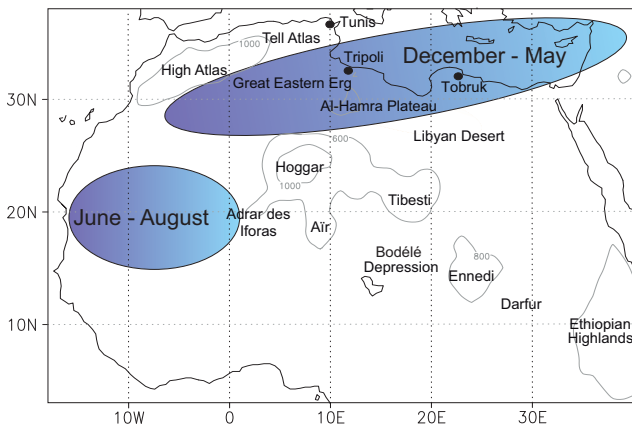 Tunis
Tell Atlas
1000
High Atlas
Tripoli
December - May
Great Eastern Erg
Tobruk
Al-Hamra Plateau
30N
600
Libyan Desert
Hoggar
1000
Tibesti
June - August
Adrar des
Iforas
20N
Aïr
Bodélé
Depression
800
Ennedi
Darfur
10N
Ethiopian
Highlands
10W
0
10E
20E
30E